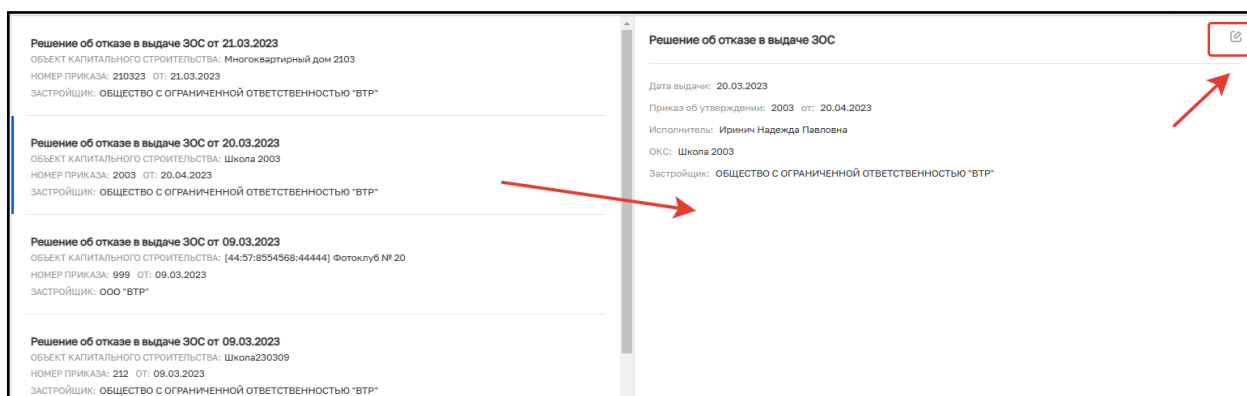 Решение об отказе в выдаче ЗОС от 21.03.2023
ОБЪЕКТ КАПИТАЛЬНОГО СТРОИТЕЛЬСТВА: Многоквартирный дом 2103
НОМЕР ПРИКАЗА: 210323 ОТ: 21.03.2023
ЗАСТРОЙЩИК: ОБЩЕСТВО С ОГРАНИЧЕННОЙ ОТВЕТСТВЕННОСТЬЮ "ВТР"
Решение об отказе в выдаче ЗОС от 20.03.2023
ОБЪЕКТ КАПИТАЛЬНОГО СТРОИТЕЛЬСТВА: Школа 2003
НОМЕР ПРИКАЗА: 2003 ОТ: 20.04.2023
ЗАСТРОЙЩИК: ОБЩЕСТВО С ОГРАНИЧЕННОЙ ОТВЕТСТВЕННОСТЬЮ "ВТР"
Решение об отказе в выдаче ЗОС от 09.03.2023
ОБЪЕКТ КАПИТАЛЬНОГО СТРОИТЕЛЬСТВА: [44:57:8554568:44444] Фотоклуб № 20
НОМЕР ПРИКАЗА: 999 ОТ: 09.03.2023
ЗАСТРОЙЩИК: ООО "ВТР"
Решение об отказе в выдаче ЗОС от 09.03.2023
ОБЪЕКТ КАПИТАЛЬНОГО СТРОИТЕЛЬСТВА: Школа230309
НОМЕР ПРИКАЗА: 212 ОТ: 09.03.2023
ЗАСТРОЙЩИК: ОБЩЕСТВО С ОГРАНИЧЕННОЙ ОТВЕТСТВЕННОСТЬЮ "ВТР"
Решение об отказе в выдаче ЗОС
Дата выдачи: 20.03.2023
Приказ об утверждении: 2003 от: 20.04.2023
Исполнитель: Иринич Надежда Павловна
ОКС: Школа 2003
Застройщик: ОБЩЕСТВО С ОГРАНИЧЕННОЙ ОТВЕТСТВЕННОСТЬЮ "ВТР"